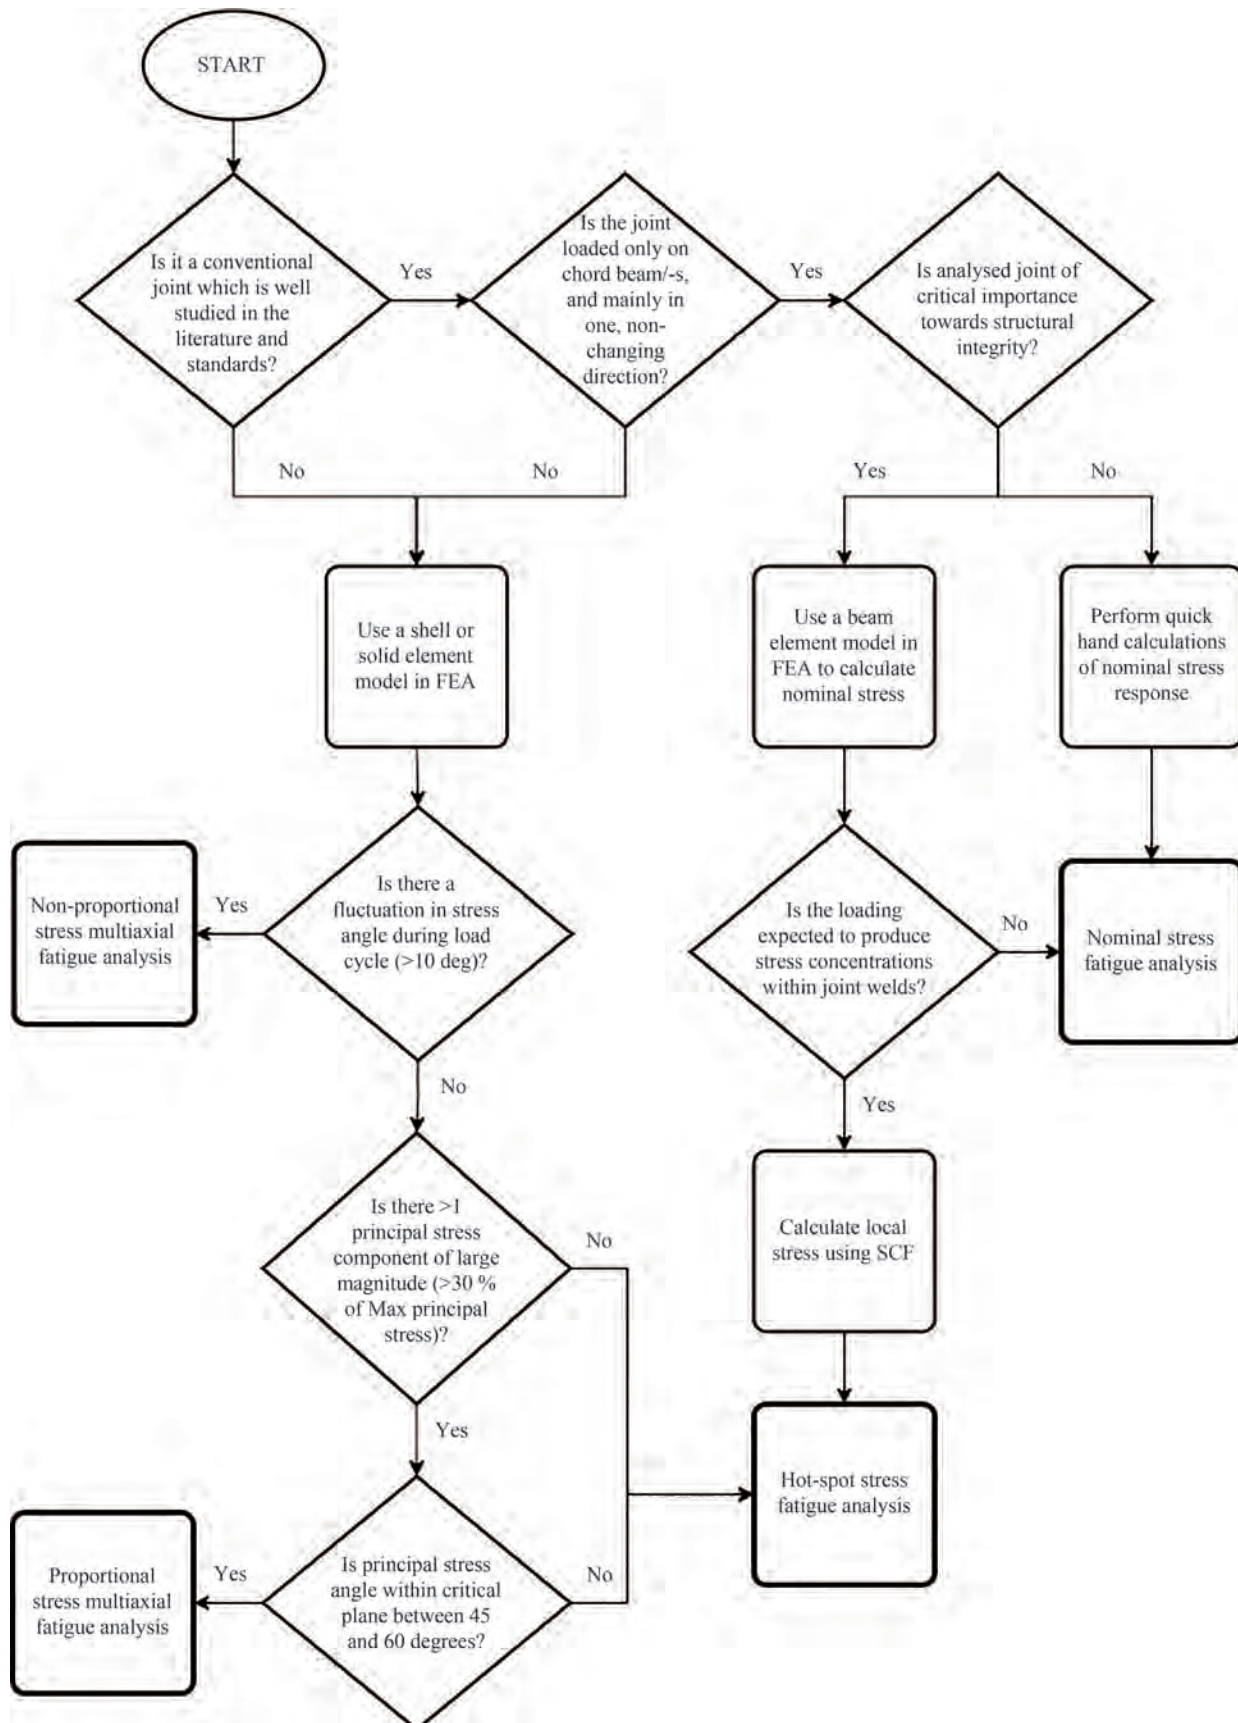 START
Is it a conventional
joint which is well
studied in the
literature and
standards?
Yes
Is the joint
loaded only on
chord beam/-s,
and mainly in
one, non-
changing
direction?
Yes
Is analysed joint of
critical importance
towards structural
integrity?
No
No
Yes
No
Use a shell or
solid element
model in FEA
Use a beam
element model in
FEA to calculate
nominal stress
Perform quick
hand calculations
of nominal stress
response
Non-proportional
stress multiaxial
fatigue analysis
Yes
Is there a
fluctuation in stress
angle during load
cycle (>10 deg)?
Is the loading
expected to produce
stress concentrations
within joint welds?
No
Nominal stress
fatigue analysis
No
Yes
Is there >1
principal stress
component of large
magnitude (>30 %
of Max principal
stress)?
No
Calculate local
stress using SCF
Yes
Hot-spot stress
fatigue analysis
Proportional
stress multiaxial
fatigue analysis
Yes
Is principal stress
angle within critical
plane between 45
and 60 degrees?
No